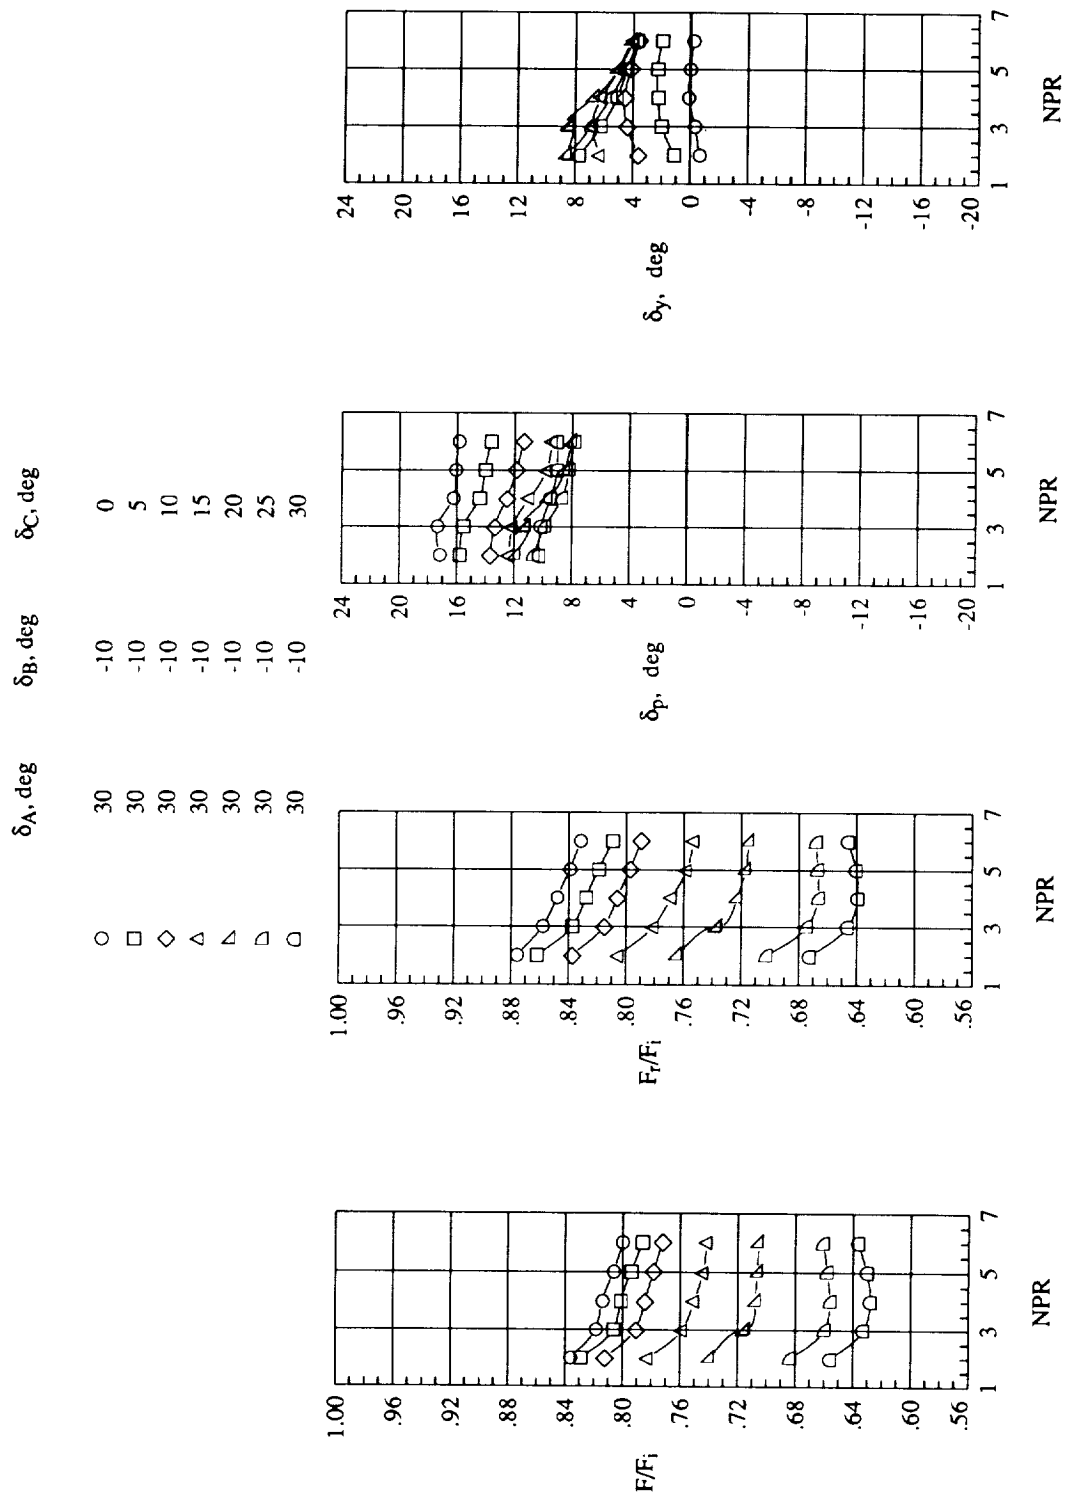 δA, deg δB, deg δC, deg
30 -10 0
30 -10 5
30 -10 10
30 -10 15
30 -10 20
30 -10 25
30 -10 30
F/Fi
1.00
.96
.92
.88
.84
.80
.76
.72
.68
.64
.60
.56
1 3 5 7
NPR
Fr/Fi
1.00
.96
.92
.88
.84
.80
.76
.72
.68
.64
.60
.56
1 3 5 7
NPR
δp, deg
24
20
16
12
8
4
0
-4
-8
-12
-16
-20
1 3 5 7
NPR
δy, deg
24
20
16
12
8
4
0
-4
-8
-12
-16
-20
1 3 5 7
NPR